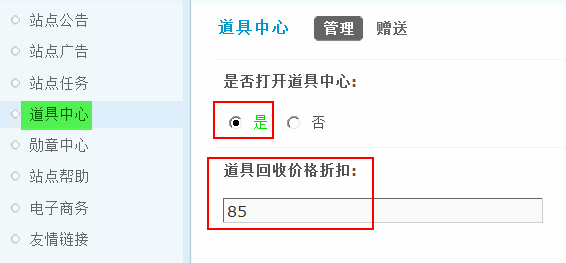 站点公告
站点广告
站点任务
道具中心
勋章中心
站点帮助
电子商务
友情链接
道具中心 管理 赠送
是否打开道具中心:
是 否
道具回收价格折扣:
85